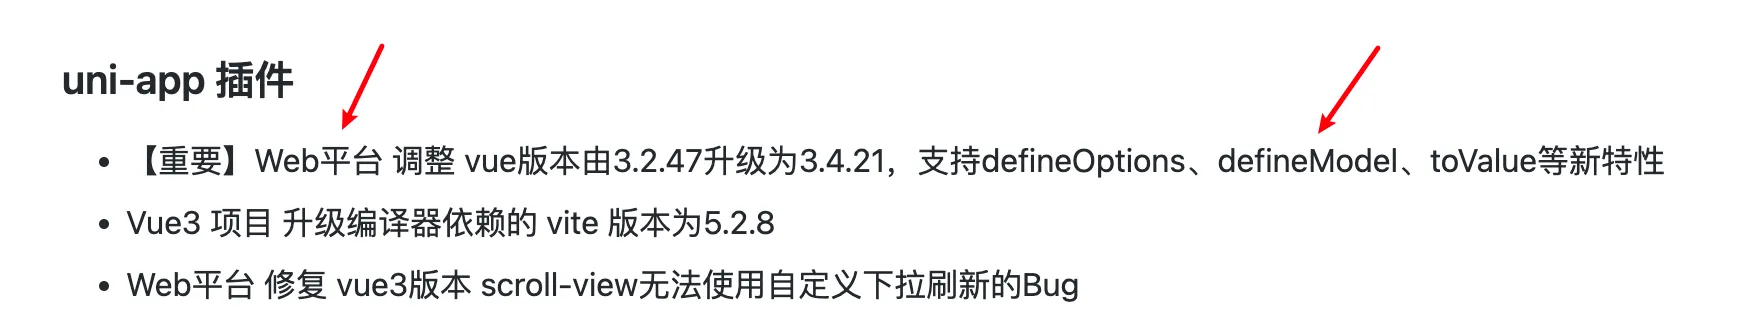 uni-app 插件
• 【重要】Web平台 调整 vue版本由3.2.47升级为3.4.21，支持defineOptions、defineModel、toValue等新特性
• Vue3 项目 升级编译器依赖的 vite 版本为5.2.8
• Web平台 修复 vue3版本 scroll-view无法使用自定义下拉刷新的Bug